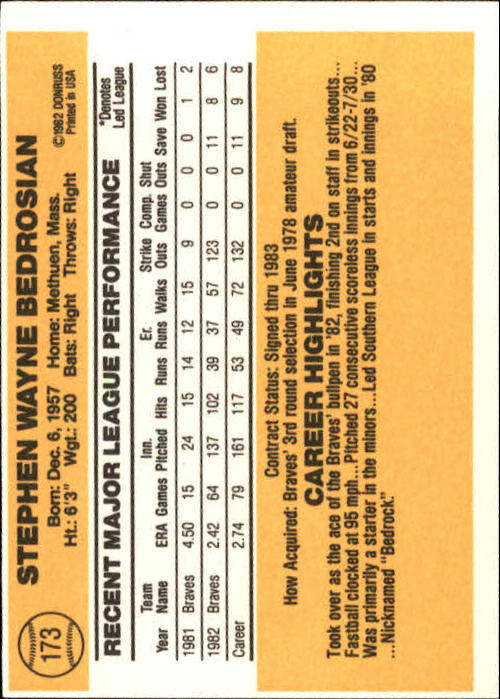 173
STEPHEN WAYNE BEDROSIAN
Born: Dec. 6, 1957 Home: Methuen, Mass.
Ht.: 6'3" Wgt.: 200 Bats: Right Throws: Right
©1982 DONRUSS
Printed in USA
RECENT MAJOR LEAGUE PERFORMANCE
*Denotes
Led League
Team Inn. Er. Strike Comp. Shut
Year Name ERA Games Pitched Hits Runs Runs Walks Outs Games Outs Save Won Lost
1981 Braves 4.50 15 24 15 14 12 15 9 0 0 0 1 2
1982 Braves 2.42 64 137 102 39 37 57 123 0 0 11 8 6
Career 2.74 79 161 117 53 49 72 132 0 0 11 9 8
Contract Status: Signed thru 1983
How Acquired: Braves' 3rd round selection in June 1978 amateur draft.
CAREER HIGHLIGHTS
Took over as the ace of the Braves' bullpen in '82, finishing 2nd on staff in strikeouts...
Fastball clocked at 95 mph...Pitched 27 consecutive scoreless innings from 6/22-7/30...
Was primarily a starter in the minors...Led Southern League in starts and innings in '80
...Nicknamed "Bedrock"